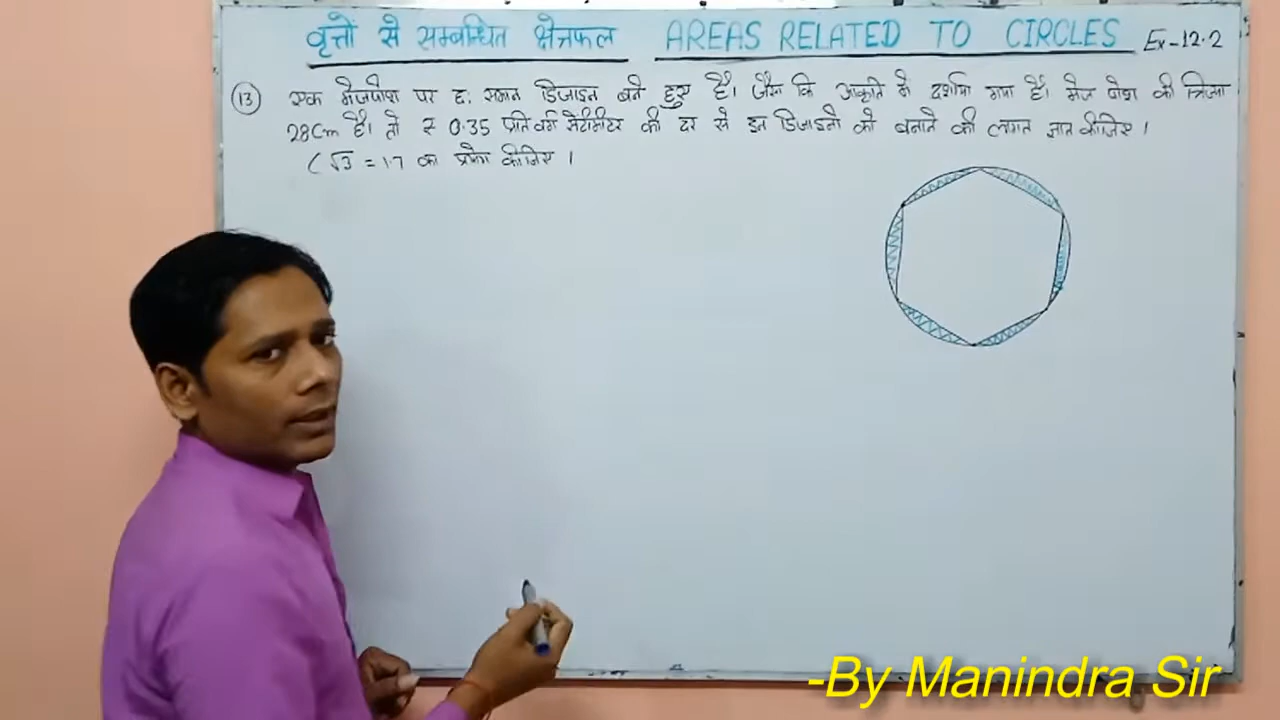 वृत्तों से सम्बन्धित क्षेत्रफल AREAS RELATED TO CIRCLES Ex-12.2
13 एक मेजपोश पर छ: समान डिजाइन बने हुए है। जैसा कि आकृति मे दर्शाया गया है। मेज पोश की त्रिज्या
28cm है। तो ₹ 0.35 प्रतिवर्ग सेंटीमीटर की दर से इन डिजाइनो को बनाने की लागत ज्ञात कीजिए।
(√3 = 1.7 का प्रयोग कीजिए।
-By Manindra Sir